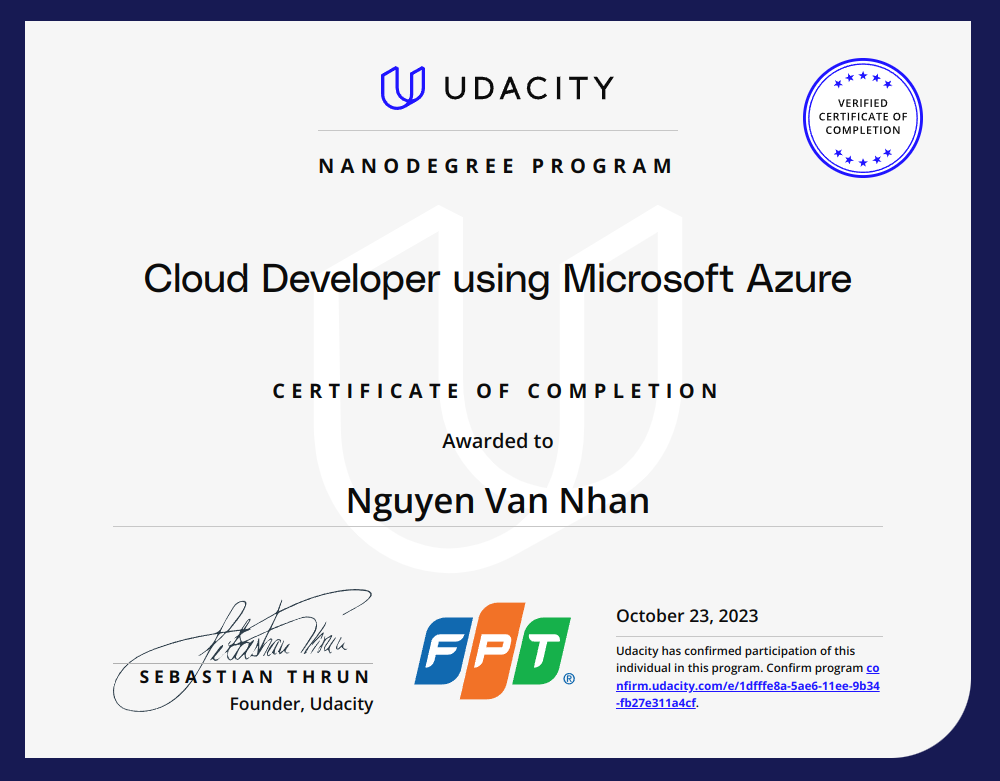 UDACITY
VERIFIED
CERTIFICATE OF
COMPLETION
NANODEGREE PROGRAM
Cloud Developer using Microsoft Azure
CERTIFICATE OF COMPLETION
Awarded to
Nguyen Van Nhan
Sebastian Thrun
SEBASTIAN THRUN
Founder, Udacity
FPT®
October 23, 2023
Udacity has confirmed participation of this
individual in this program. Confirm program co
nfirm.udacity.com/e/1dfffe8a-5ae6-11ee-9b34
-fb27e311a4cf.